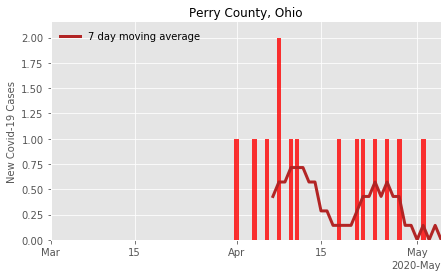 Perry County, Ohio
7 day moving average
New Covid-19 Cases
2.00
1.75
1.50
1.25
1.00
0.75
0.50
0.25
0.00
Mar
15
Apr
15
May
2020-May